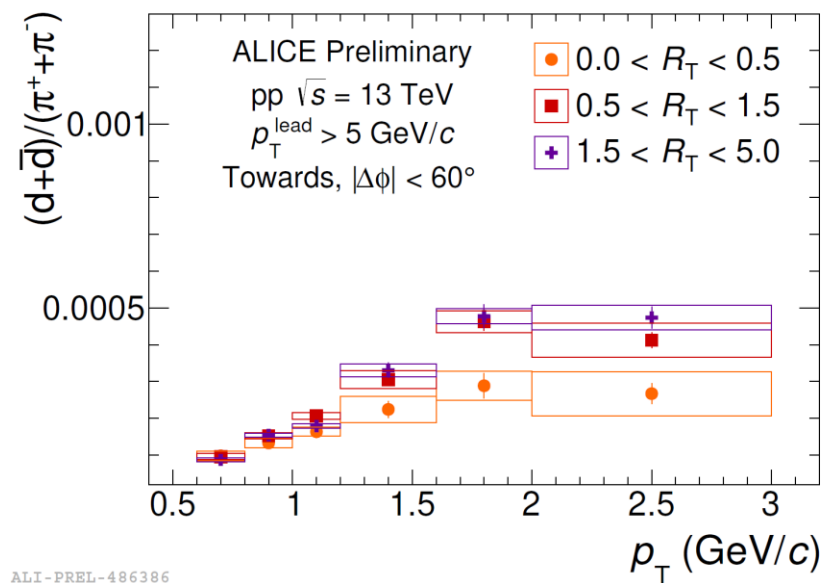 (d+d̅)/(π⁺+π⁻)
0.001
0.0005
ALICE Preliminary
pp √s = 13 TeV
p_T^lead > 5 GeV/c
Towards, |Δϕ| < 60°
0.0 < R_T < 0.5
0.5 < R_T < 1.5
1.5 < R_T < 5.0
0.5 1 1.5 2 2.5 3
p_T (GeV/c)
ALI-PREL-486386